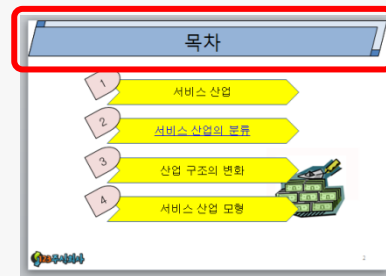 목차
1
서비스 산업
2
서비스 산업의 분류
3
산업 구조의 변화
4
서비스 산업 모형
2